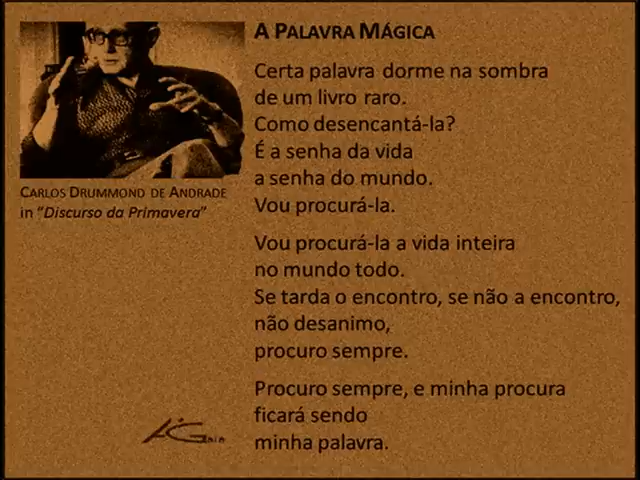 A PALAVRA MÁGICA
Certa palavra dorme na sombra
de um livro raro.
Como desencantá-la?
É a senha da vida
a senha do mundo.
Vou procurá-la.
Vou procurá-la a vida inteira
no mundo todo.
Se tarda o encontro, se não a encontro,
não desanimo,
procuro sempre.
Procuro sempre, e minha procura
ficará sendo
minha palavra.
CARLOS DRUMMOND DE ANDRADE
in "Discurso da Primavera"